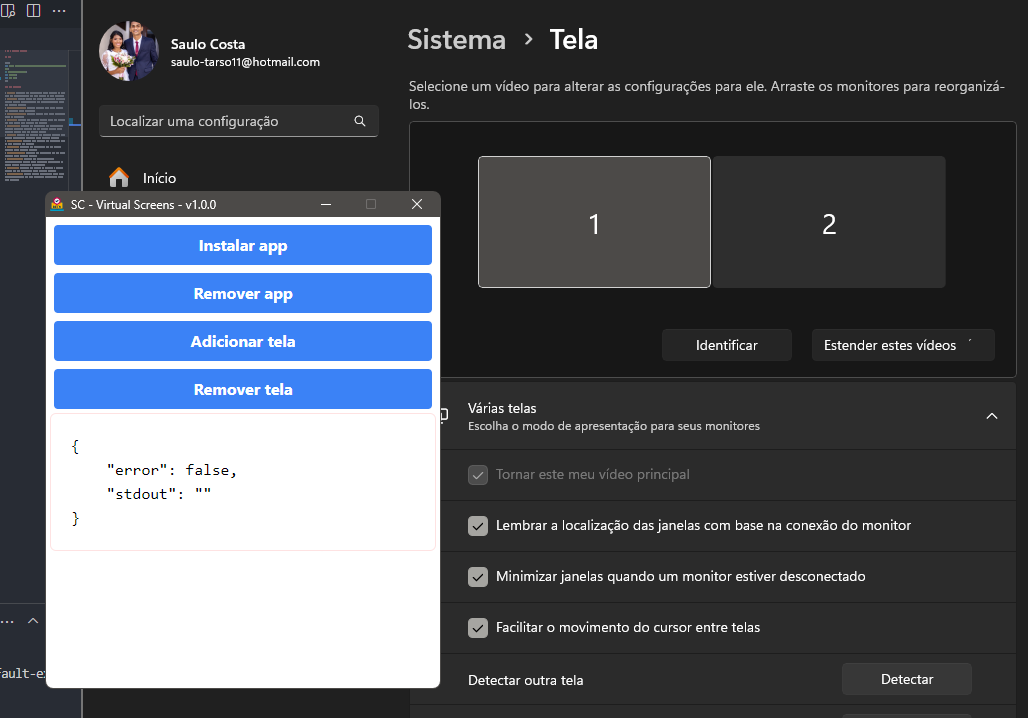 Saulo Costa
saulo-tarso11@hotmail.com
Localizar uma configuração
Início
Sistema > Tela
Selecione um vídeo para alterar as configurações para ele. Arraste os monitores para reorganizá-
los.
1
2
Identificar
Estender estes vídeos
Várias telas
Escolha o modo de apresentação para seus monitores
Tornar este meu vídeo principal
Lembrar a localização das janelas com base na conexão do monitor
Minimizar janelas quando um monitor estiver desconectado
Facilitar o movimento do cursor entre telas
Detectar outra tela
Detectar
SC - Virtual Screens - v1.0.0
Instalar app
Remover app
Adicionar tela
Remover tela
{
"error": false,
"stdout": ""
}